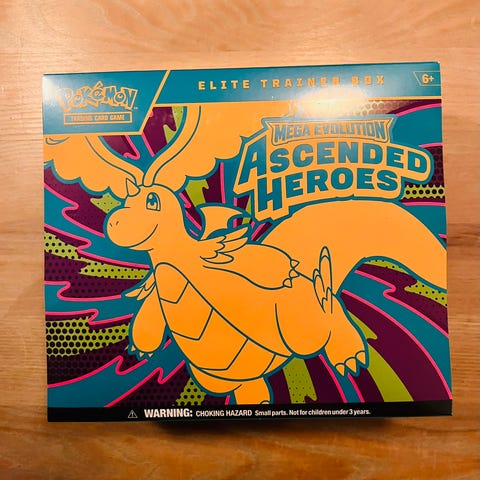 ELITE TRAINER BOX
6+
POKÉMON
TRADING CARD GAME
MEGA EVOLUTION
ASCENDED
HEROES
WARNING: CHOKING HAZARD Small parts. Not for children under 3 years.